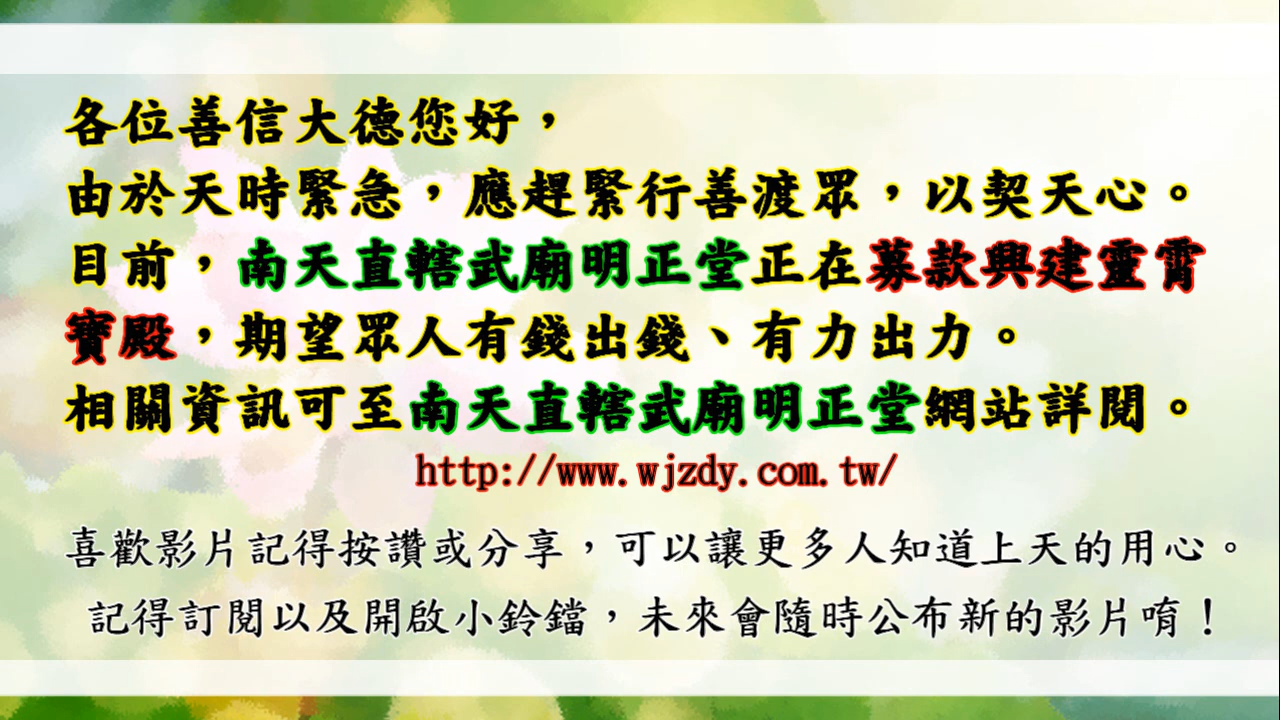 各位善信大德您好，
由於天時緊急，應趕緊行善渡眾，以契天心。
目前，南天直轄武廟明正堂正在募款興建靈霄
寶殿，期望眾人有錢出錢、有力出力。
相關資訊可至南天直轄武廟明正堂網站詳閱。
http://www.wjzdy.com.tw/
喜歡影片記得按讚或分享，可以讓更多人知道上天的用心。
記得訂閱以及開啟小鈴鐺，未來會隨時公布新的影片唷！